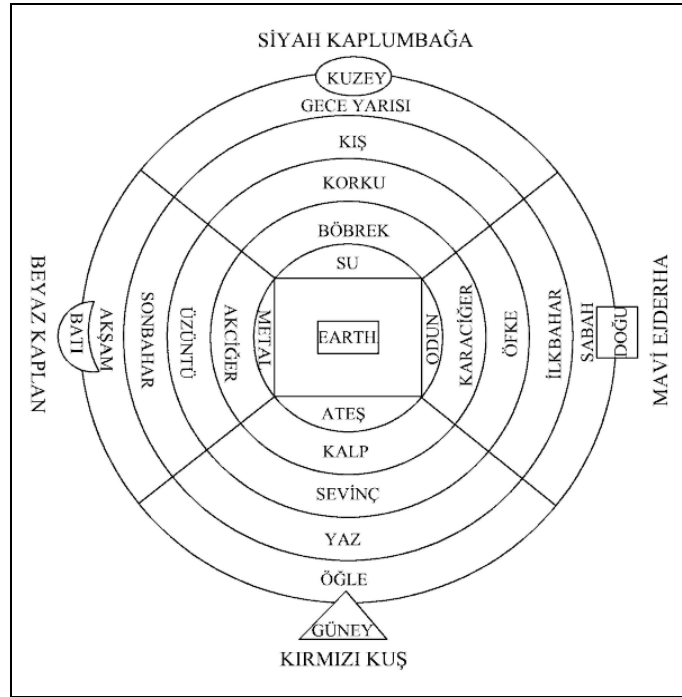 SİYAH KAPLUMBAĞA
KUZEY
GECE YARISI
KIŞ
KORKU
BÖBREK
SU
BEYAZ KAPLAN
BATI
AKŞAM
SONBAHAR
ÜZÜNTÜ
AKCİĞER
METAL
EARTH
ODUN
KARACİĞER
ÖFKE
İLKBAHAR
SABAH
DOĞU
MAVİ EJDERHA
ATEŞ
KALP
SEVİNÇ
YAZ
ÖĞLE
GÜNEY
KIRMIZI KUŞ